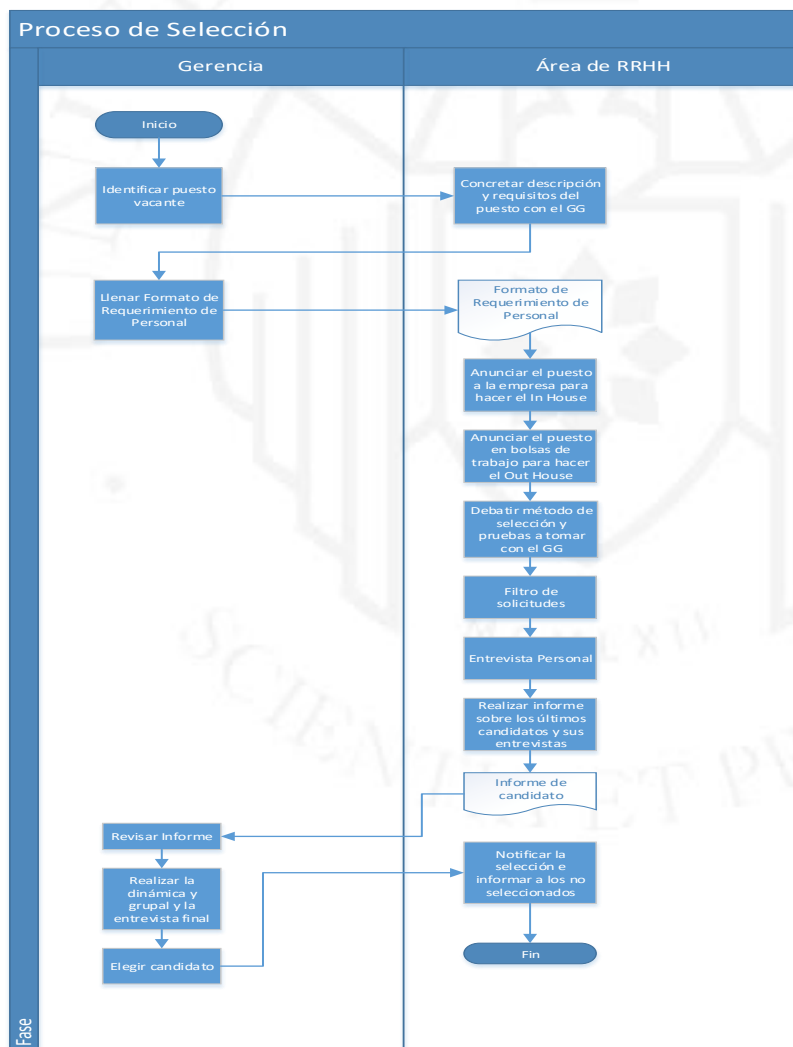 Proceso de Selección
Gerencia
Área de RRHH
Inicio
Identificar puesto
vacante
Concretar descripción
y requisitos del
puesto con el GG
Llenar Formato de
Requerimiento de
Personal
Formato de
Requerimiento de
Personal
Anunciar el puesto
a la empresa para
hacer el In House
Anunciar el puesto
en bolsas de
trabajo para hacer
el Out House
Debatir método de
selección y
pruebas a tomar
con el GG
Filtro de
solicitudes
Entrevista Personal
Realizar informe
sobre los últimos
candidatos y sus
entrevistas
Informe de
candidato
Revisar Informe
Realizar la
dinámica y
grupal y la
entrevista final
Elegir candidato
Notificar la
selección e
informar a los no
seleccionados
Fin
Fase
SCIENTIA ET PR